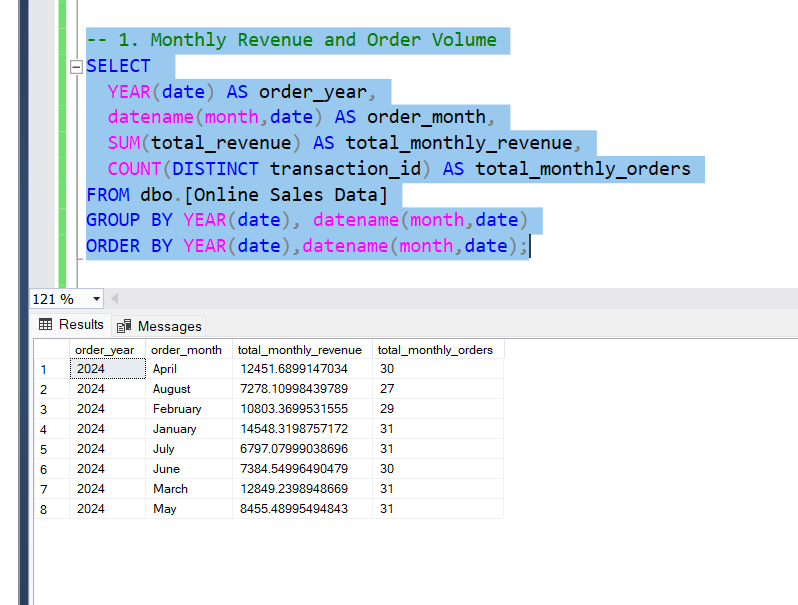 -- 1. Monthly Revenue and Order Volume
SELECT
YEAR(date) AS order_year,
datename(month,date) AS order_month,
SUM(total_revenue) AS total_monthly_revenue,
COUNT(DISTINCT transaction_id) AS total_monthly_orders
FROM dbo.[Online Sales Data]
GROUP BY YEAR(date), datename(month,date)
ORDER BY YEAR(date),datename(month,date);
121 %
Results Messages
order_year order_month total_monthly_revenue total_monthly_orders
1 2024 April 12451.6899147034 30
2 2024 August 7278.10998439789 27
3 2024 February 10803.3699531555 29
4 2024 January 14548.3198757172 31
5 2024 July 6797.07999038696 31
6 2024 June 7384.54996490479 30
7 2024 March 12849.2398948669 31
8 2024 May 8455.48995494843 31